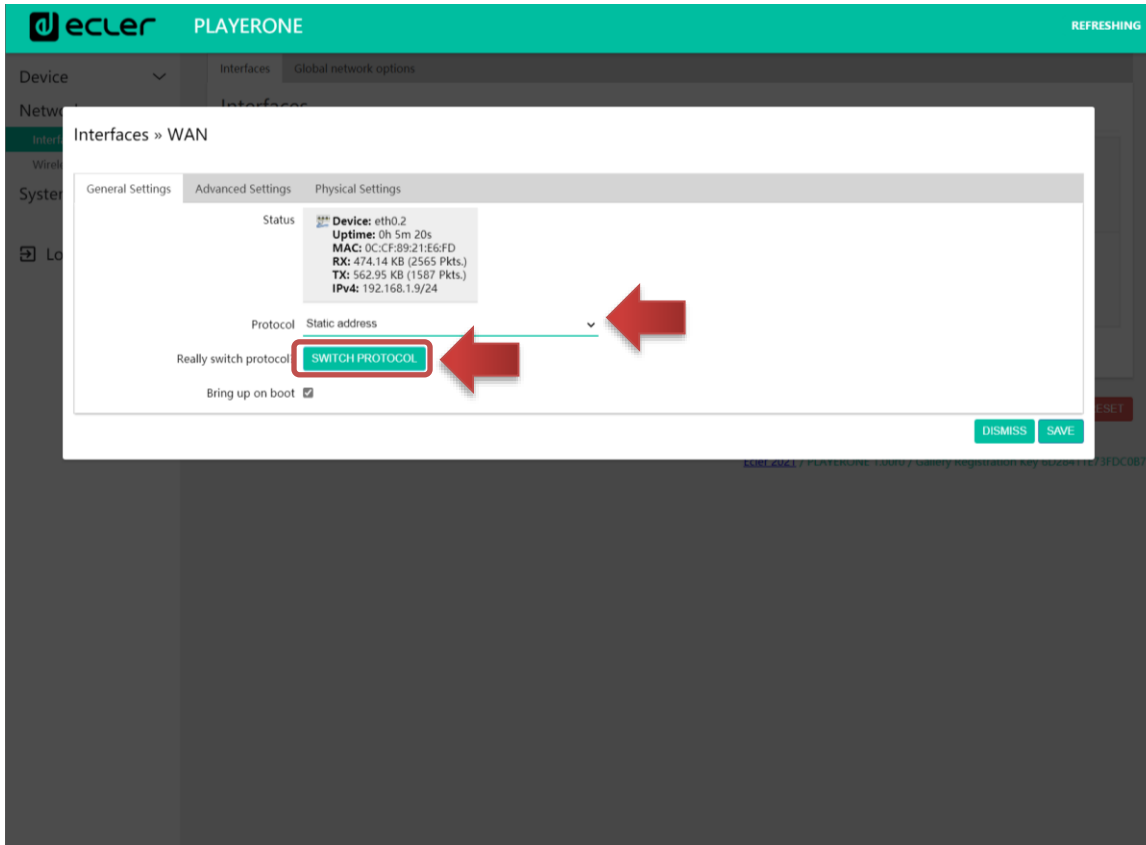 ecler
PLAYERONE
REFRESHING
Device
Interfaces
Global network options
Interfaces » WAN
General Settings
Advanced Settings
Physical Settings
Status
Device: eth0.2
Uptime: 0h 5m 20s
MAC: 0C:CF:89:21:E6:FD
RX: 474.14 KB (2565 Pkts.)
TX: 562.95 KB (1587 Pkts.)
IPv4: 192.168.1.9/24
Protocol
Static address
Really switch protocol
SWITCH PROTOCOL
Bring up on boot
DISMISS
SAVE
Ecler 2021 / PLAYERONE